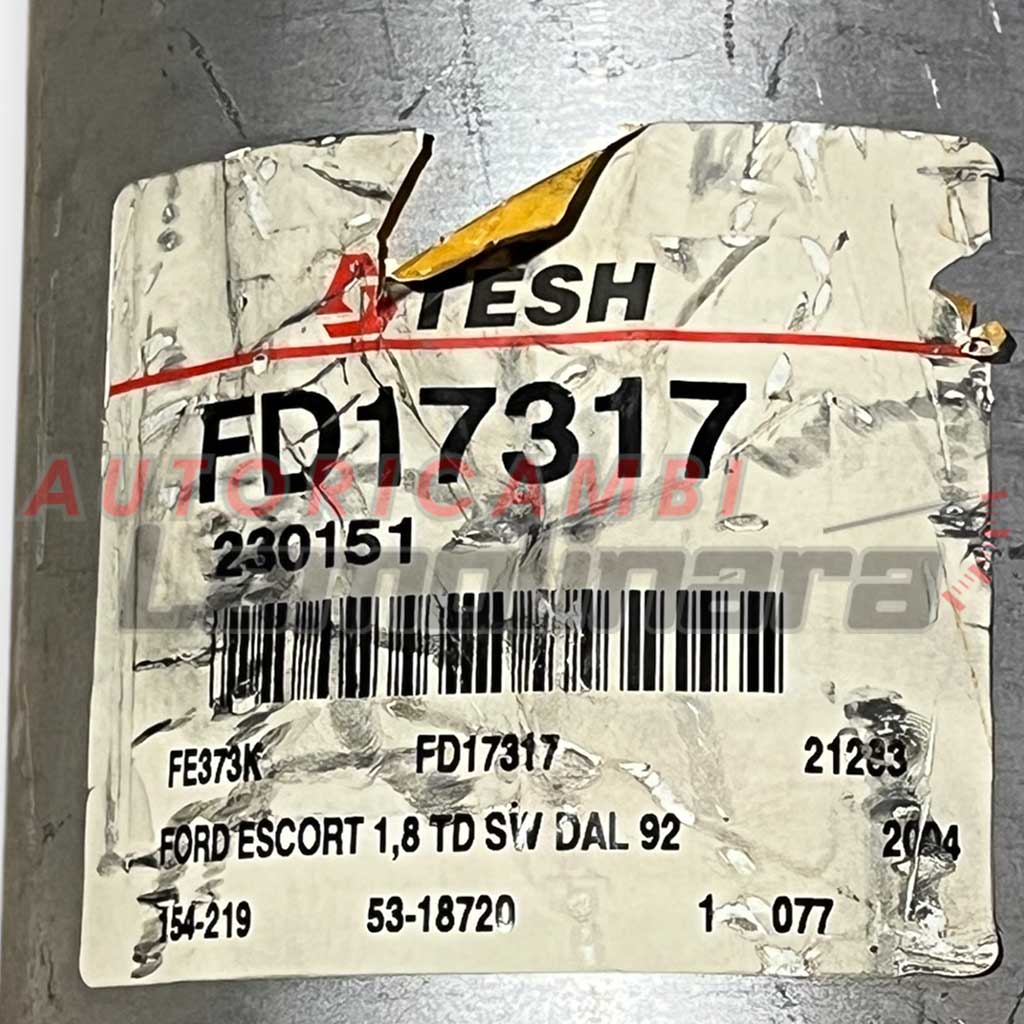 TESH
FD17317
AUTORICAMBI
230151
FE373K FD17317 21283
FORD ESCORT 1,8 TD SW DAL 92 2004
154-219 53-18720 1 077